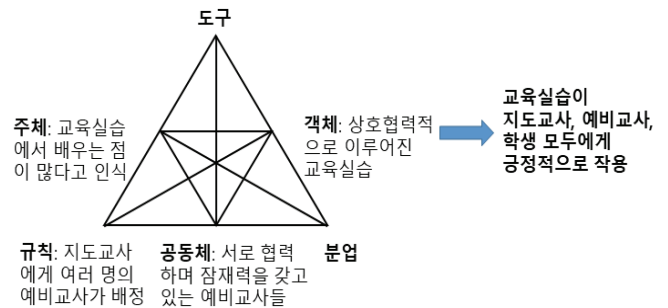 도구
주체: 교육실습
에서 배우는 점
이 많다고 인식
객체: 상호협력적
으로 이루어진
교육실습
교육실습이
지도교사, 예비교사,
학생 모두에게
긍정적으로 작용
규칙: 지도교사
에게 여러 명의
예비교사가 배정
공동체: 서로 협력
하며 잠재력을 갖고
있는 예비교사들
분업